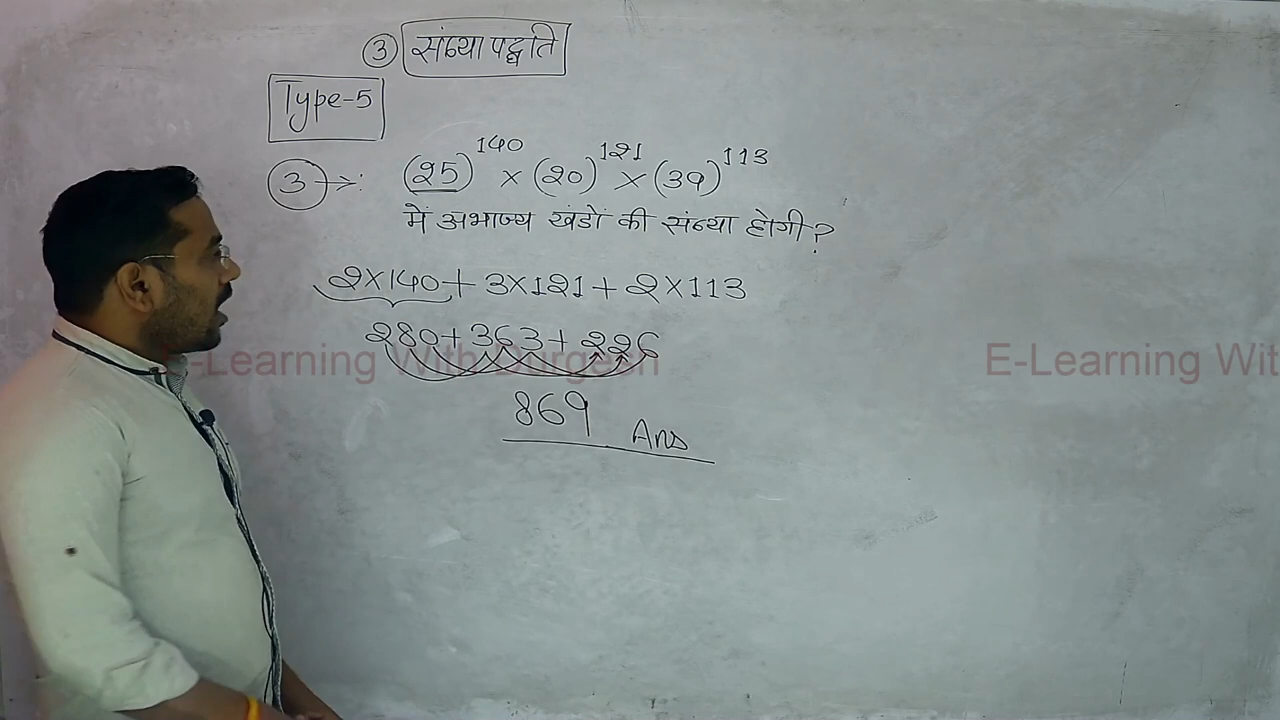 ③ संख्या पद्धति
Type-5
③→: (25)^140 × (20)^121 × (39)^113
में अभाज्य खंडों की संख्या होगी?
2×140+ 3×121+ 2×113
280+363+226
E-Learning With Durgesh E-Learning Wit
869 Ans